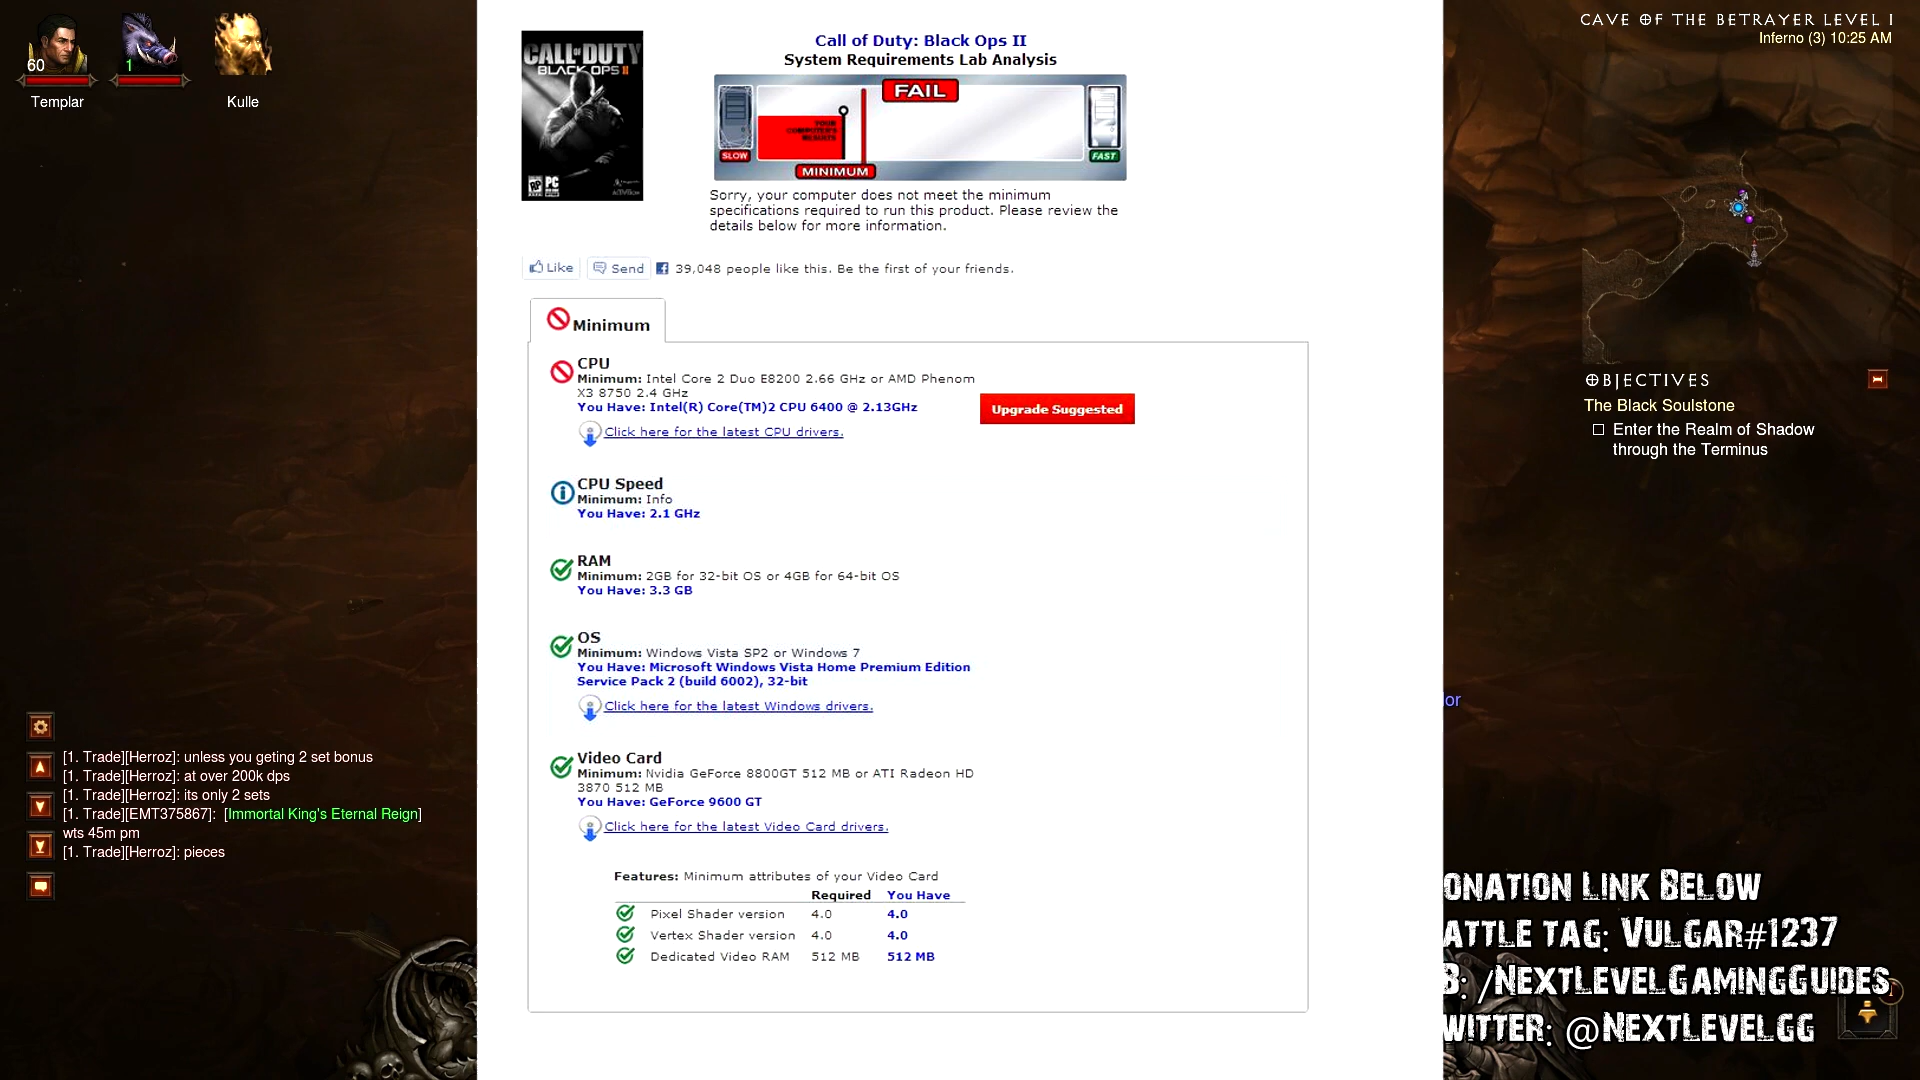 60
1
Templar
Kulle
CALL OF DUTY
BLACK OPS II
PC
Call of Duty: Black Ops II
System Requirements Lab Analysis
FAIL
YOUR
COMPUTER'S
RESULTS
SLOW
FAST
MINIMUM
Sorry, your computer does not meet the minimum
specifications required to run this product. Please review the
details below for more information.
Like
Send
39,048 people like this. Be the first of your friends.
Minimum
CPU
Minimum: Intel Core 2 Duo E8200 2.66 GHz or AMD Phenom
X3 8750 2.4 GHz
You Have: Intel(R) Core(TM)2 CPU 6400 @ 2.13GHz
Upgrade Suggested
Click here for the latest CPU drivers.
CPU Speed
Minimum: Info
You Have: 2.1 GHz
RAM
Minimum: 2GB for 32-bit OS or 4GB for 64-bit OS
You Have: 3.3 GB
OS
Minimum: Windows Vista SP2 or Windows 7
You Have: Microsoft Windows Vista Home Premium Edition
Service Pack 2 (build 6002), 32-bit
Click here for the latest Windows drivers.
Video Card
Minimum: Nvidia GeForce 8800GT 512 MB or ATI Radeon HD
3870 512 MB
You Have: GeForce 9600 GT
Click here for the latest Video Card drivers.
Features: Minimum attributes of your Video Card
Required You Have
Pixel Shader version 4.0 4.0
Vertex Shader version 4.0 4.0
Dedicated Video RAM 512 MB 512 MB
[1. Trade][Herroz]: unless you geting 2 set bonus
[1. Trade][Herroz]: at over 200k dps
[1. Trade][Herroz]: its only 2 sets
[1. Trade][EMT375867]: [Immortal King's Eternal Reign]
wts 45m pm
[1. Trade][Herroz]: pieces
CAVE OF THE BETRAYER LEVEL 1
Inferno (3) 10:25 AM
OBJECTIVES
The Black Soulstone
Enter the Realm of Shadow
through the Terminus
lor
ONATION LINK BELOW
ATTLE TAG: VULGAR#1237
B: /NEXTLEVELGAMINGGUIDES
WITTER: @NEXTLEVELGG